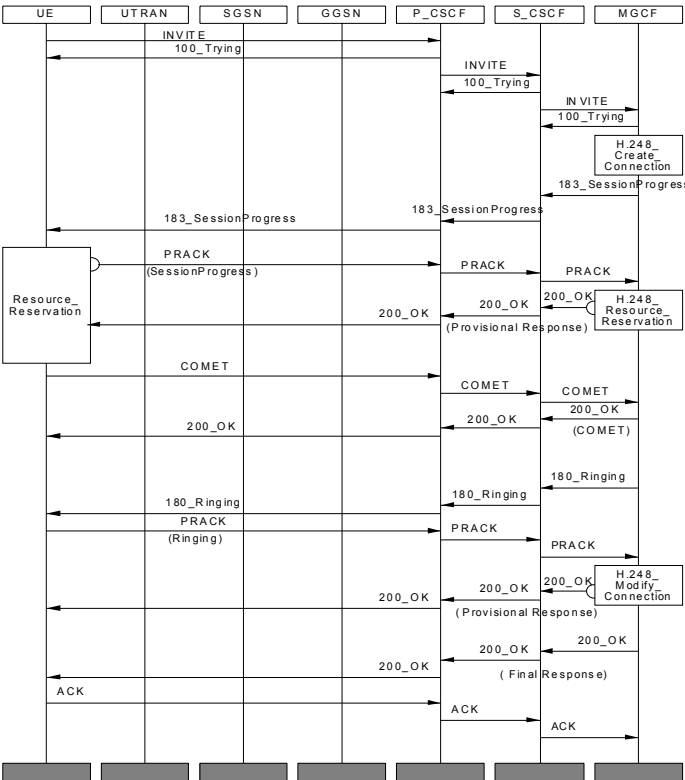 UE
UTRAN
SGSN
GGSN
P_CSCF
S_CSCF
MGCF
INVITE
100_Trying
INVITE
100_Trying
INVITE
100_Trying
H.248_
Create_
Connection
183_SessionProgress
183_SessionProgress
183_SessionProgress
PRACK
(SessionProgress)
PRACK
PRACK
Resource_
Reservation
200_OK
H.248_
Resource_
Reservation
200_OK
(Provisional Response)
200_OK
COMET
COMET
COMET
200_OK
(COMET)
200_OK
200_OK
180_Ringing
180_Ringing
180_Ringing
PRACK
(Ringing)
PRACK
PRACK
H.248_
Modify_
Connection
200_OK
200_OK
(Provisional Response)
200_OK
200_OK
200_OK
(Final Response)
200_OK
ACK
ACK
ACK